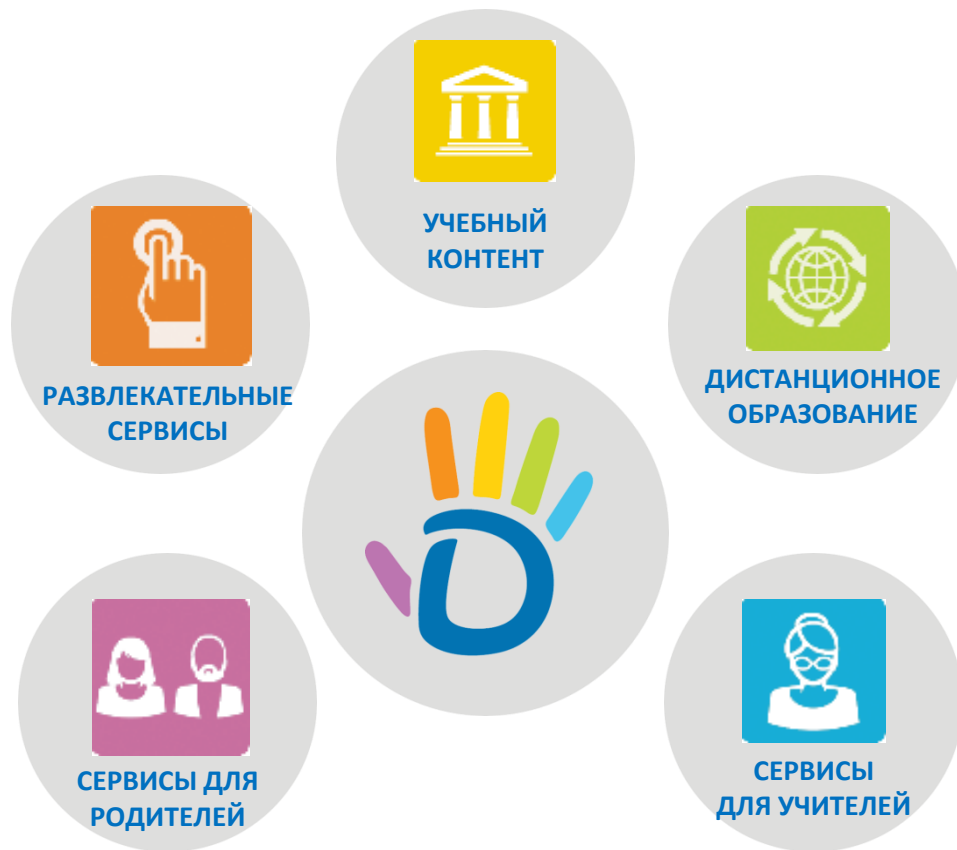 УЧЕБНЫЙ
КОНТЕНТ
РАЗВЛЕКАТЕЛЬНЫЕ
СЕРВИСЫ
ДИСТАНЦИОННОЕ
ОБРАЗОВАНИЕ
СЕРВИСЫ ДЛЯ
РОДИТЕЛЕЙ
СЕРВИСЫ
ДЛЯ УЧИТЕЛЕЙ